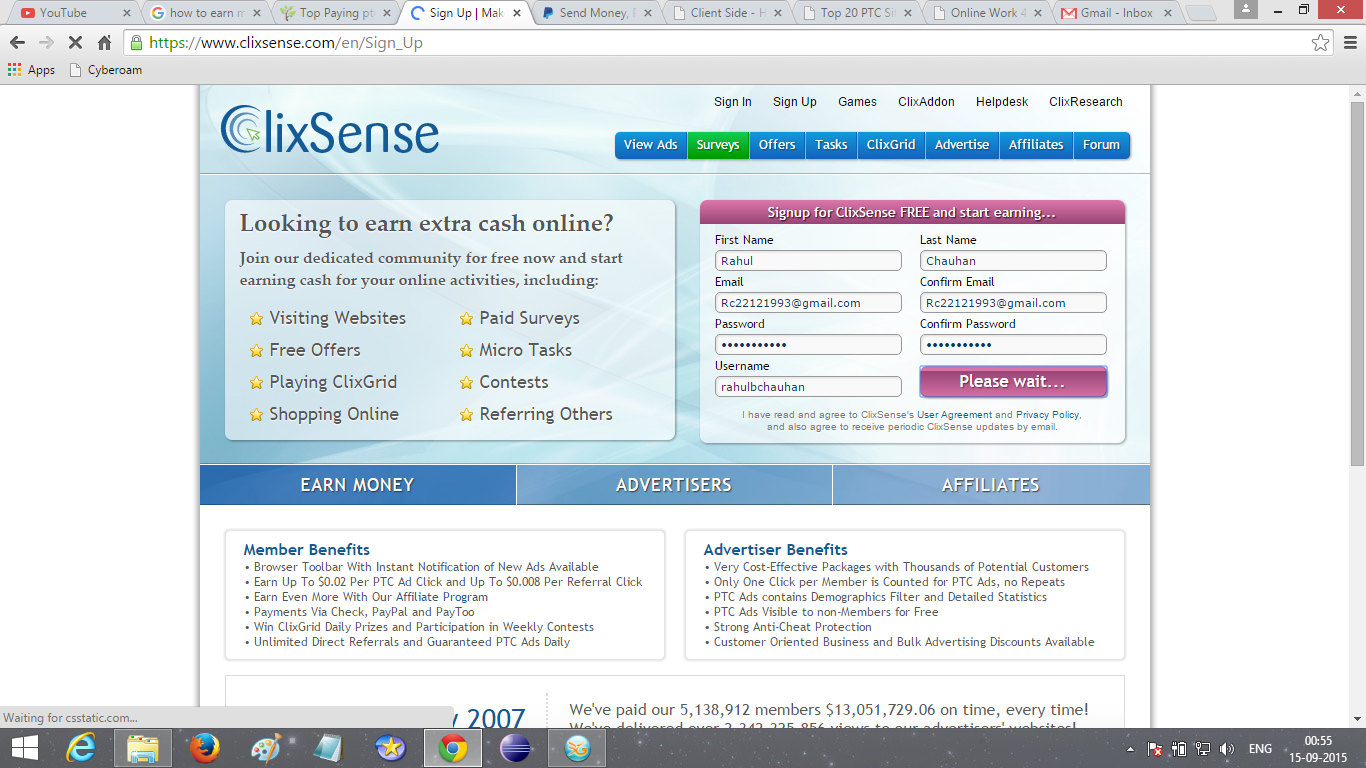 YouTube
how to earn m
Top Paying pt
Sign Up | Mak
Send Money,
Client Side - H
Top 20 PTC Si
Online Work 4
Gmail - Inbox
https://www.clixsense.com/en/Sign_Up
Apps
Cyberoam
ClixSense
Sign In
Sign Up
Games
ClixAddon
Helpdesk
ClixResearch
View Ads
Surveys
Offers
Tasks
ClixGrid
Advertise
Affiliates
Forum
Looking to earn extra cash online?
Join our dedicated community for free now and start
earning cash for your online activities, including:
Visiting Websites
Paid Surveys
Free Offers
Micro Tasks
Playing ClixGrid
Contests
Shopping Online
Referring Others
Signup for ClixSense FREE and start earning...
First Name
Last Name
Rahul
Chauhan
Email
Confirm Email
Rc22121993@gmail.com
Rc22121993@gmail.com
Password
Confirm Password
•••••••••••
•••••••••••
Username
rahulbchauhan
Please wait...
I have read and agree to ClixSense's User Agreement and Privacy Policy,
and also agree to receive periodic ClixSense updates by email.
EARN MONEY
ADVERTISERS
AFFILIATES
Member Benefits
• Browser Toolbar With Instant Notification of New Ads Available
• Earn Up To $0.02 Per PTC Ad Click and Up To $0.008 Per Referral Click
• Earn Even More With Our Affiliate Program
• Payments Via Check, PayPal and PayToo
• Win ClixGrid Daily Prizes and Participation in Weekly Contests
• Unlimited Direct Referrals and Guaranteed PTC Ads Daily
Advertiser Benefits
• Very Cost-Effective Packages with Thousands of Potential Customers
• Only One Click per Member is Counted for PTC Ads, no Repeats
• PTC Ads contains Demographics Filter and Detailed Statistics
• PTC Ads Visible to non-Members for Free
• Strong Anti-Cheat Protection
• Customer Oriented Business and Bulk Advertising Discounts Available
2007
We've paid our 5,138,912 members $13,051,729.06 on time, every time!
We've delivered over 2,242,325,856 views to our advertisers' websites!
Waiting for csstatic.com...
ENG
00:55
15-09-2015